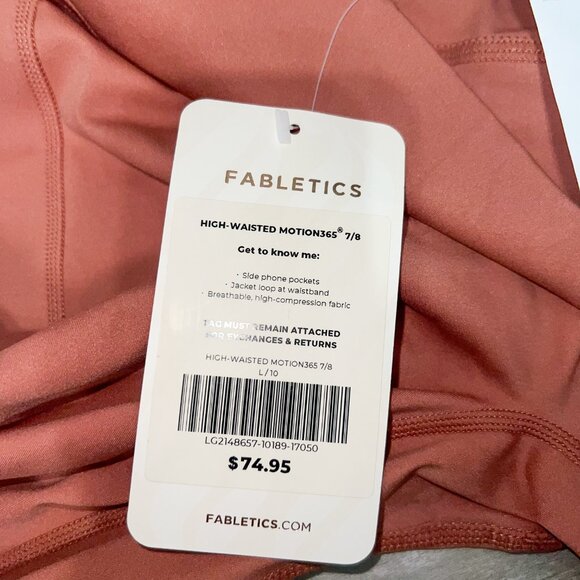 FABLETICS
HIGH-WAISTED MOTION365® 7/8
Get to know me:
· Side phone pockets
· Jacket loop at waistband
· Breathable, high-compression fabric
TAG MUST REMAIN ATTACHED
FOR EXCHANGES & RETURNS
HIGH-WAISTED MOTION365 7/8
L / 10
LG2148657-10189-17050
$74.95
FABLETICS.COM